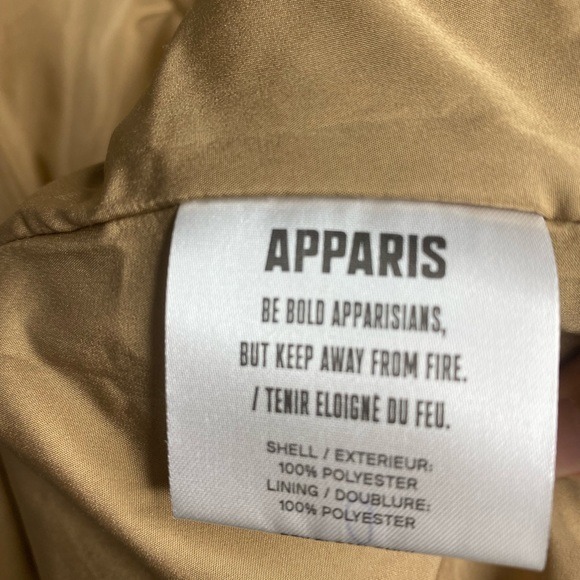 APPARIS
BE BOLD APPARISIANS,
BUT KEEP AWAY FROM FIRE.
/ TENIR ELOIGNE DU FEU.
SHELL / EXTERIEUR:
100% POLYESTER
LINING / DOUBLURE:
100% POLYESTER